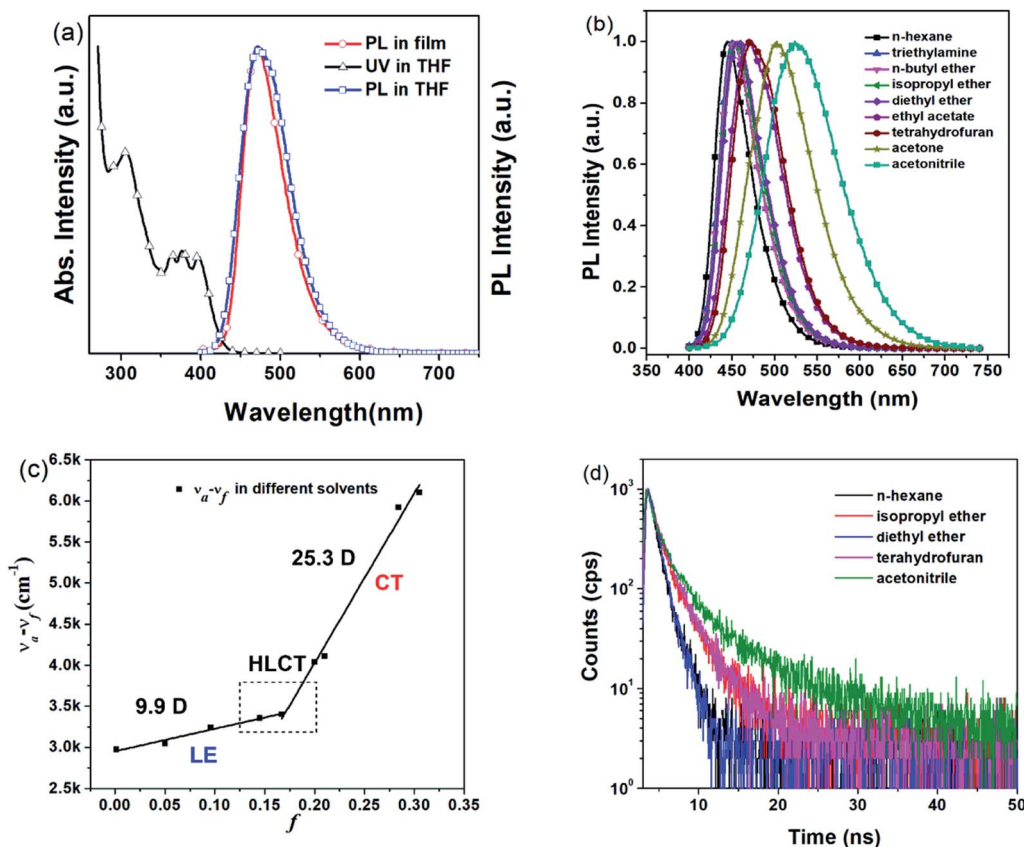 (a)
PL in film
UV in THF
PL in THF
Abs. Intensity (a.u.)
PL Intensity (a.u.)
300 400 500 600 700
Wavelength(nm)
(b)
n-hexane
triethylamine
n-butyl ether
isopropyl ether
diethyl ether
ethyl acetate
tetrahydrofuran
acetone
acetonitrile
PL Intensity (a.u.)
1.0
0.8
0.6
0.4
0.2
0.0
350 400 450 500 550 600 650 700 750
Wavelength (nm)
(c)
νa-νf in different solvents
νa-νf (cm-1)
6.5k
6.0k
5.5k
5.0k
4.5k
4.0k
3.5k
3.0k
2.5k
25.3 D
CT
HLCT
9.9 D
LE
0.00 0.05 0.10 0.15 0.20 0.25 0.30 0.35
f
(d)
n-hexane
isopropyl ether
diethyl ether
terahydrofuran
acetonitrile
Counts (cps)
10³
10²
10¹
10⁰
10 20 30 40 50
Time (ns)